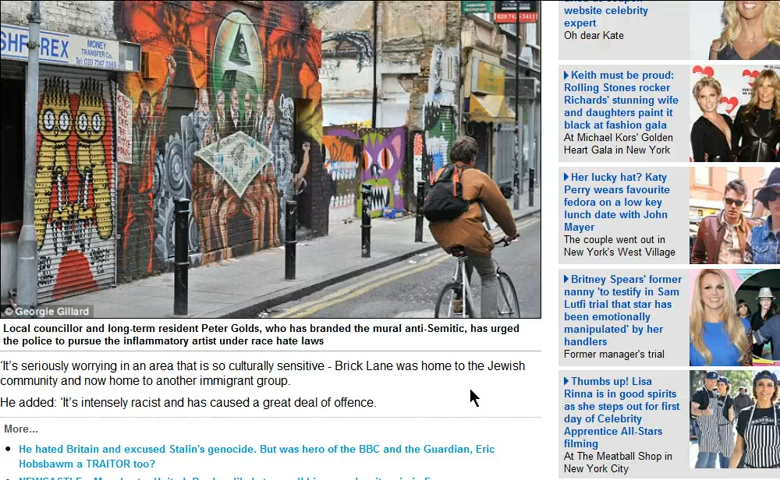 SHF REX
MONEY
TRANSFER Co.
© Georgie Gillard
Local councillor and long-term resident Peter Golds, who has branded the mural anti-Semitic, has urged
the police to pursue the inflammatory artist under race hate laws
'It's seriously worrying in an area that is so culturally sensitive - Brick Lane was home to the Jewish
community and now home to another immigrant group.
He added: 'It's intensely racist and has caused a great deal of offence.
More...
He hated Britain and excused Stalin's genocide. But was hero of the BBC and the Guardian, Eric
Hobsbawm a TRAITOR too?
website celebrity
expert
Oh dear Kate
Keith must be proud:
Rolling Stones rocker
Richards' stunning wife
and daughters paint it
black at fashion gala
At Michael Kors' Golden
Heart Gala in New York
Her lucky hat? Katy
Perry wears favourite
fedora on a low key
lunch date with John
Mayer
The couple went out in
New York's West Village
Britney Spears' former
nanny 'to testify in Sam
Lutfi trial that star has
been emotionally
manipulated' by her
handlers
Former manager's trial
Thumbs up! Lisa
Rinna is in good spirits
as she steps out for first
day of Celebrity
Apprentice All-Stars
filming
At The Meatball Shop in
New York City